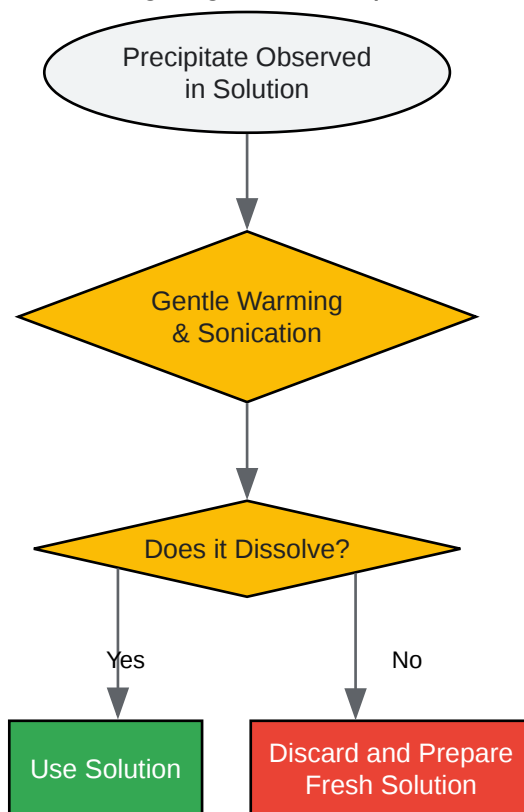 Precipitate Observed
in Solution
Gentle Warming
& Sonication
Does it Dissolve?
Yes
No
Use Solution
Discard and Prepare
Fresh Solution